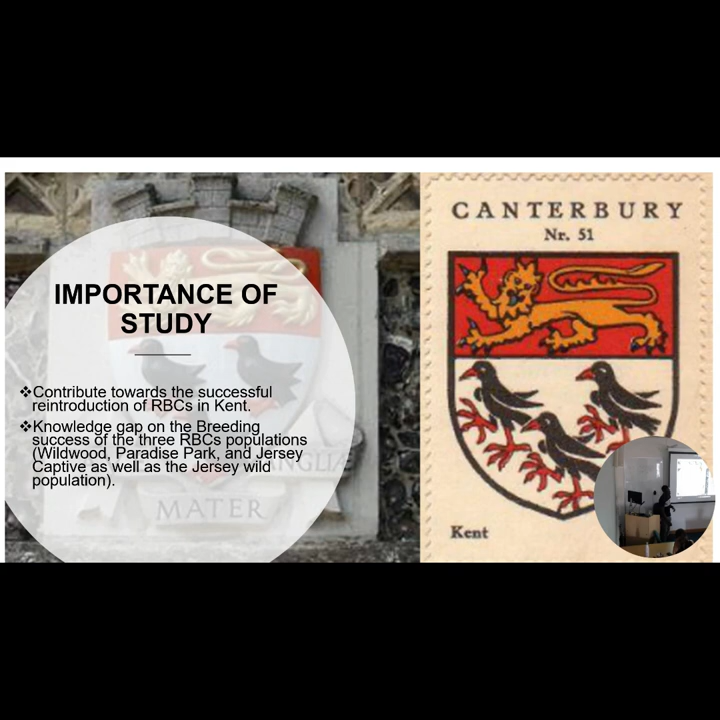 IMPORTANCE OF
STUDY
❖Contribute towards the successful
reintroduction of RBCs in Kent.
❖Knowledge gap on the Breeding
success of the three RBCs populations
(Wildwood, Paradise Park, and Jersey
Captive as well as the Jersey wild
population).
ANGLIÆ
MATER
CANTERBURY
Nr. 51
Kent